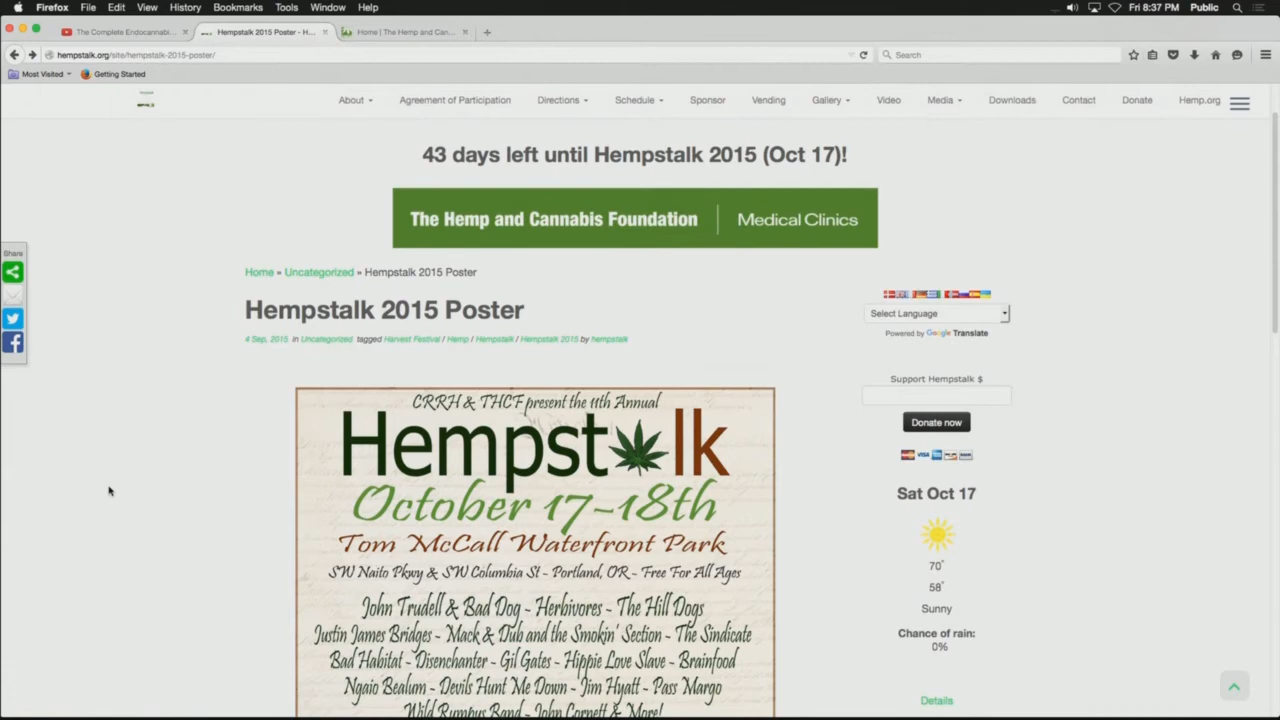 Firefox File Edit View History Bookmarks Tools Window Help Fri 8:37 PM Public
The Complete Endocannabi... Hempstalk 2015 Poster - H... Home | The Hemp and Can...
hempstalk.org/site/hempstalk-2015-poster/ Search
Most Visited Getting Started
About Agreement of Participation Directions Schedule Sponsor Vending Gallery Video Media Downloads Contact Donate Hemp.org
43 days left until Hempstalk 2015 (Oct 17)!
The Hemp and Cannabis Foundation Medical Clinics
Share
Home » Uncategorized » Hempstalk 2015 Poster
Hempstalk 2015 Poster
4 Sep, 2015 in Uncategorized tagged Harvest Festival / Hemp / Hempstalk / Hempstalk 2015 by hempstalk
CRRH & THCF present the 11th Annual
Hempstalk
October 17-18th
Tom McCall Waterfront Park
SW Naito Pkwy & SW Columbia St - Portland, OR - Free For All Ages
John Trudell & Bad Dog - Herbivores - The Hill Dogs
Justin James Bridges - Mack & Dub and the Smokin' Section - The Sindicate
Bad Habitat - Disenchanter - Gil Gates - Hippie Love Slave - Brainfood
Ngaio Bealum - Devils Hunt Me Down - Jim Hyatt - Pass Margo
Wild Rumpus Band - John Cornett & More!
Select Language
Powered by Google Translate
Support Hempstalk $
Donate now
VISA
Sat Oct 17
70°
58°
Sunny
Chance of rain:
0%
Details